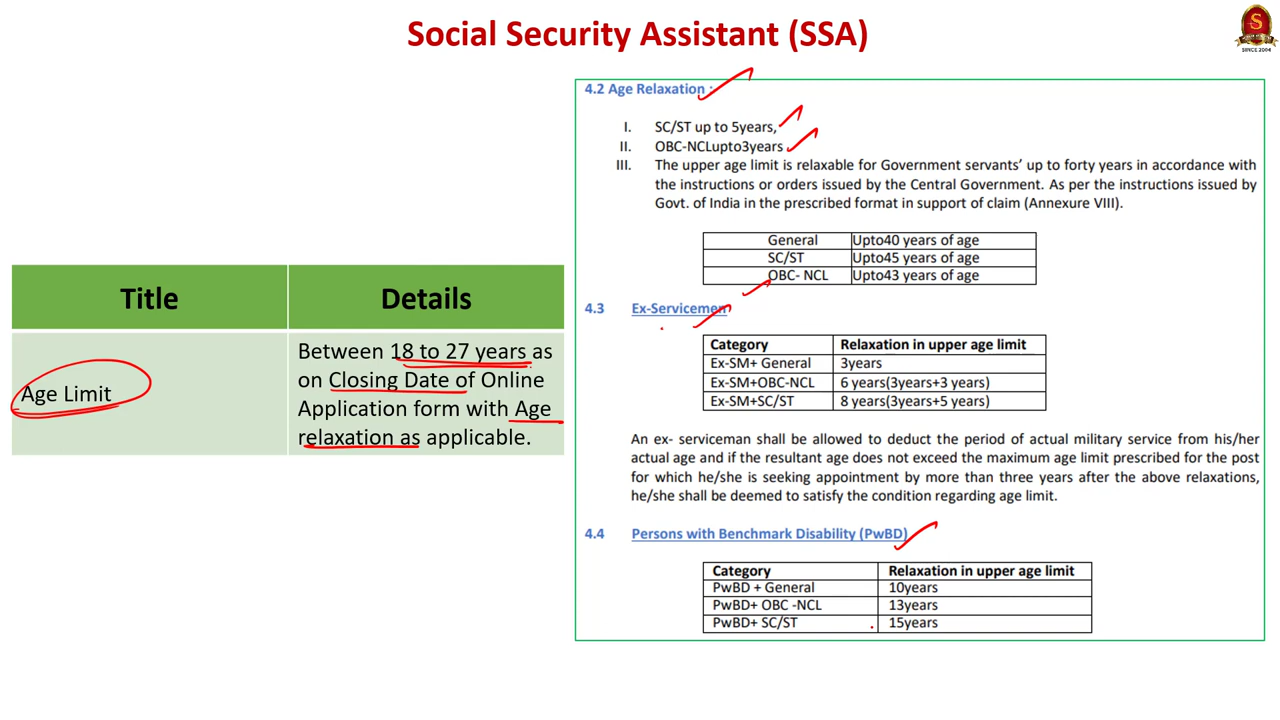 Social Security Assistant (SSA)
S
SINCE 2004
Title Details
Age Limit
Between 18 to 27 years as
on Closing Date of Online
Application form with Age
relaxation as applicable.
4.2 Age Relaxation :
I. SC/ST up to 5years,
II. OBC-NCLupto3years
III. The upper age limit is relaxable for Government servants' up to forty years in accordance with
the instructions or orders issued by the Central Government. As per the instructions issued by
Govt. of India in the prescribed format in support of claim (Annexure VIII).
General Upto40 years of age
SC/ST Upto45 years of age
OBC- NCL Upto43 years of age
4.3 Ex-Servicemen
Category Relaxation in upper age limit
Ex-SM+ General 3years
Ex-SM+OBC-NCL 6 years(3years+3 years)
Ex-SM+SC/ST 8 years(3years+5 years)
An ex- serviceman shall be allowed to deduct the period of actual military service from his/her
actual age and if the resultant age does not exceed the maximum age limit prescribed for the post
for which he/she is seeking appointment by more than three years after the above relaxations,
he/she shall be deemed to satisfy the condition regarding age limit.
4.4 Persons with Benchmark Disability (PwBD)
Category Relaxation in upper age limit
PwBD + General 10years
PwBD+ OBC -NCL 13years
PwBD+ SC/ST 15years